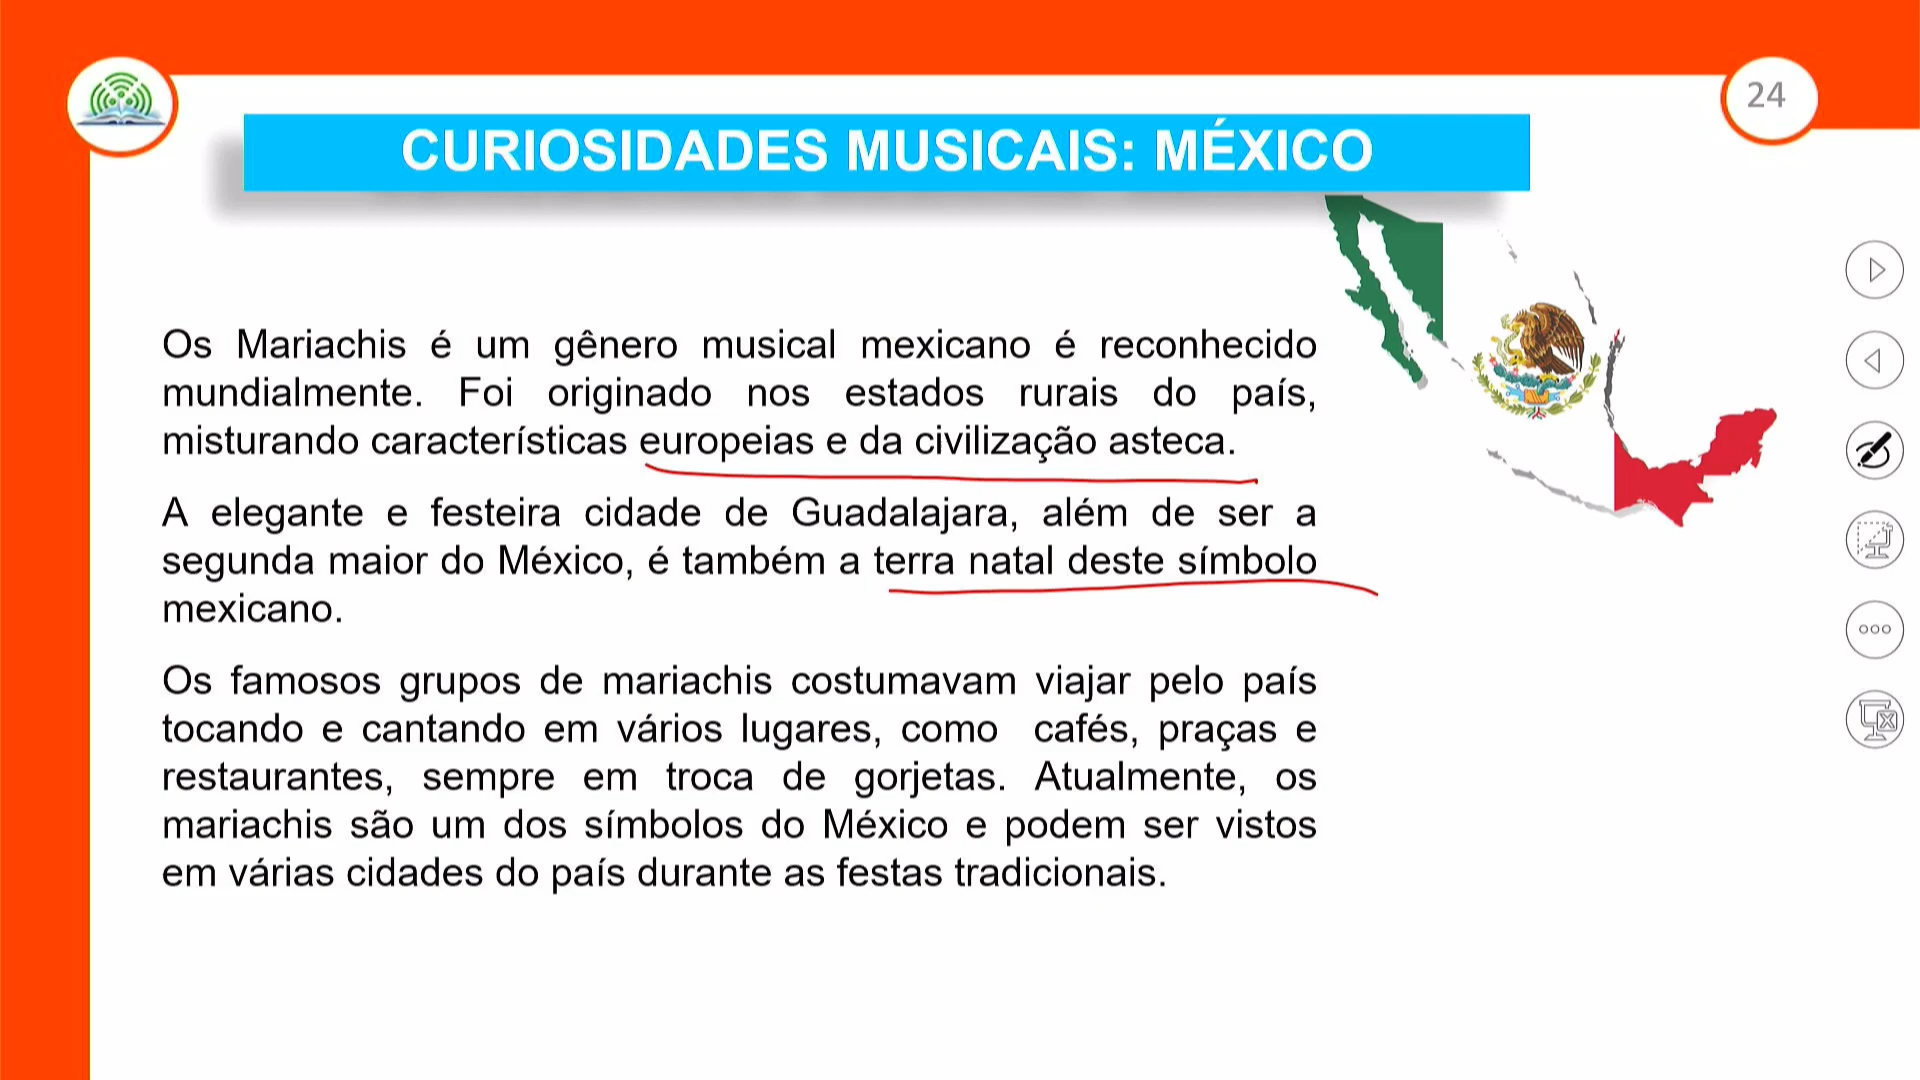 24
CURIOSIDADES MUSICAIS: MÉXICO
Os Mariachis é um gênero musical mexicano é reconhecido
mundialmente. Foi originado nos estados rurais do país,
misturando características europeias e da civilização asteca.
A elegante e festeira cidade de Guadalajara, além de ser a
segunda maior do México, é também a terra natal deste símbolo
mexicano.
Os famosos grupos de mariachis costumavam viajar pelo país
tocando e cantando em vários lugares, como cafés, praças e
restaurantes, sempre em troca de gorjetas. Atualmente, os
mariachis são um dos símbolos do México e podem ser vistos
em várias cidades do país durante as festas tradicionais.